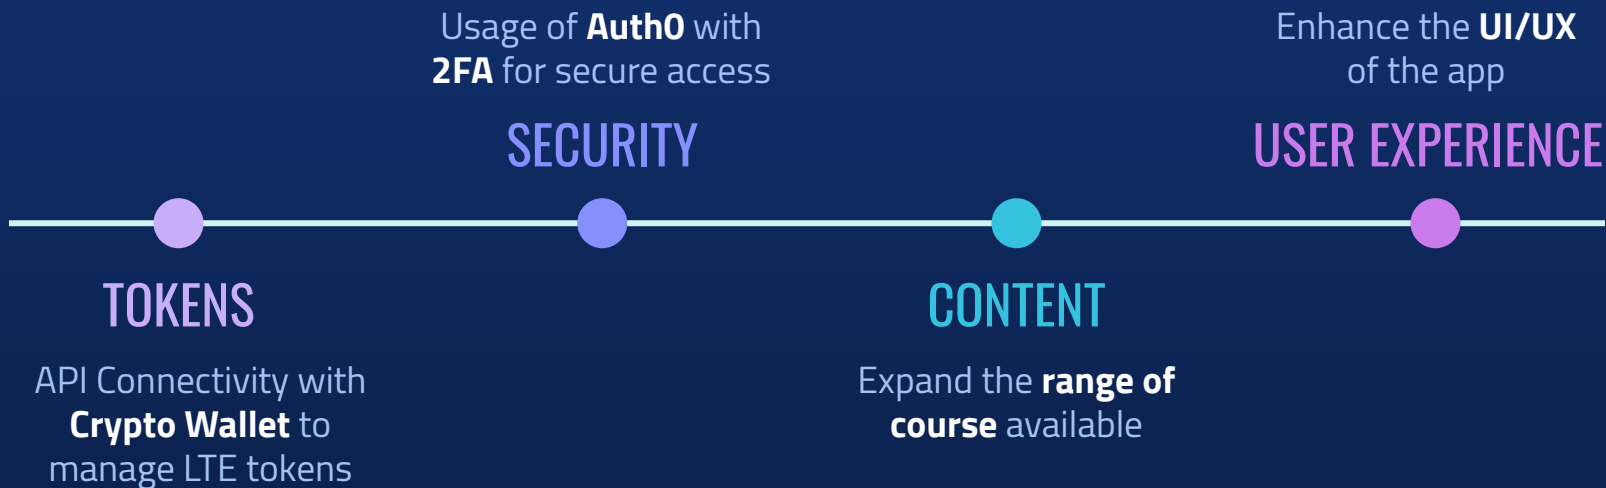 Usage of Auth0 with
2FA for secure access
SECURITY
Enhance the UI/UX
of the app
USER EXPERIENCE
TOKENS
API Connectivity with
Crypto Wallet to
manage LTE tokens
CONTENT
Expand the range of
course available